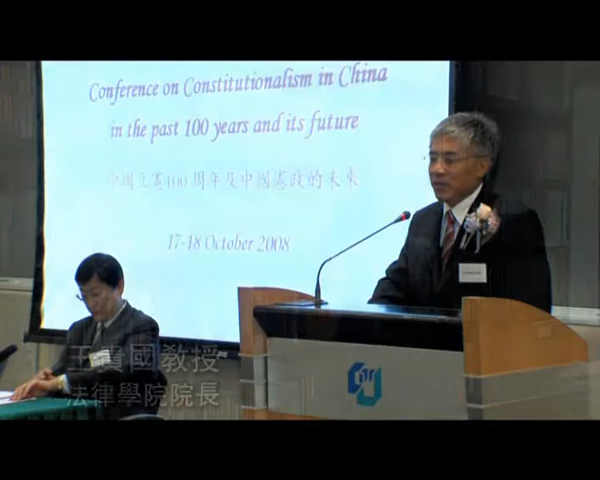 Conference on Constitutionalism in China
in the past 100 years and its future
中國立憲100周年及中國憲政的未來
17-18 October 2008
王貴國教授
法律學院院長